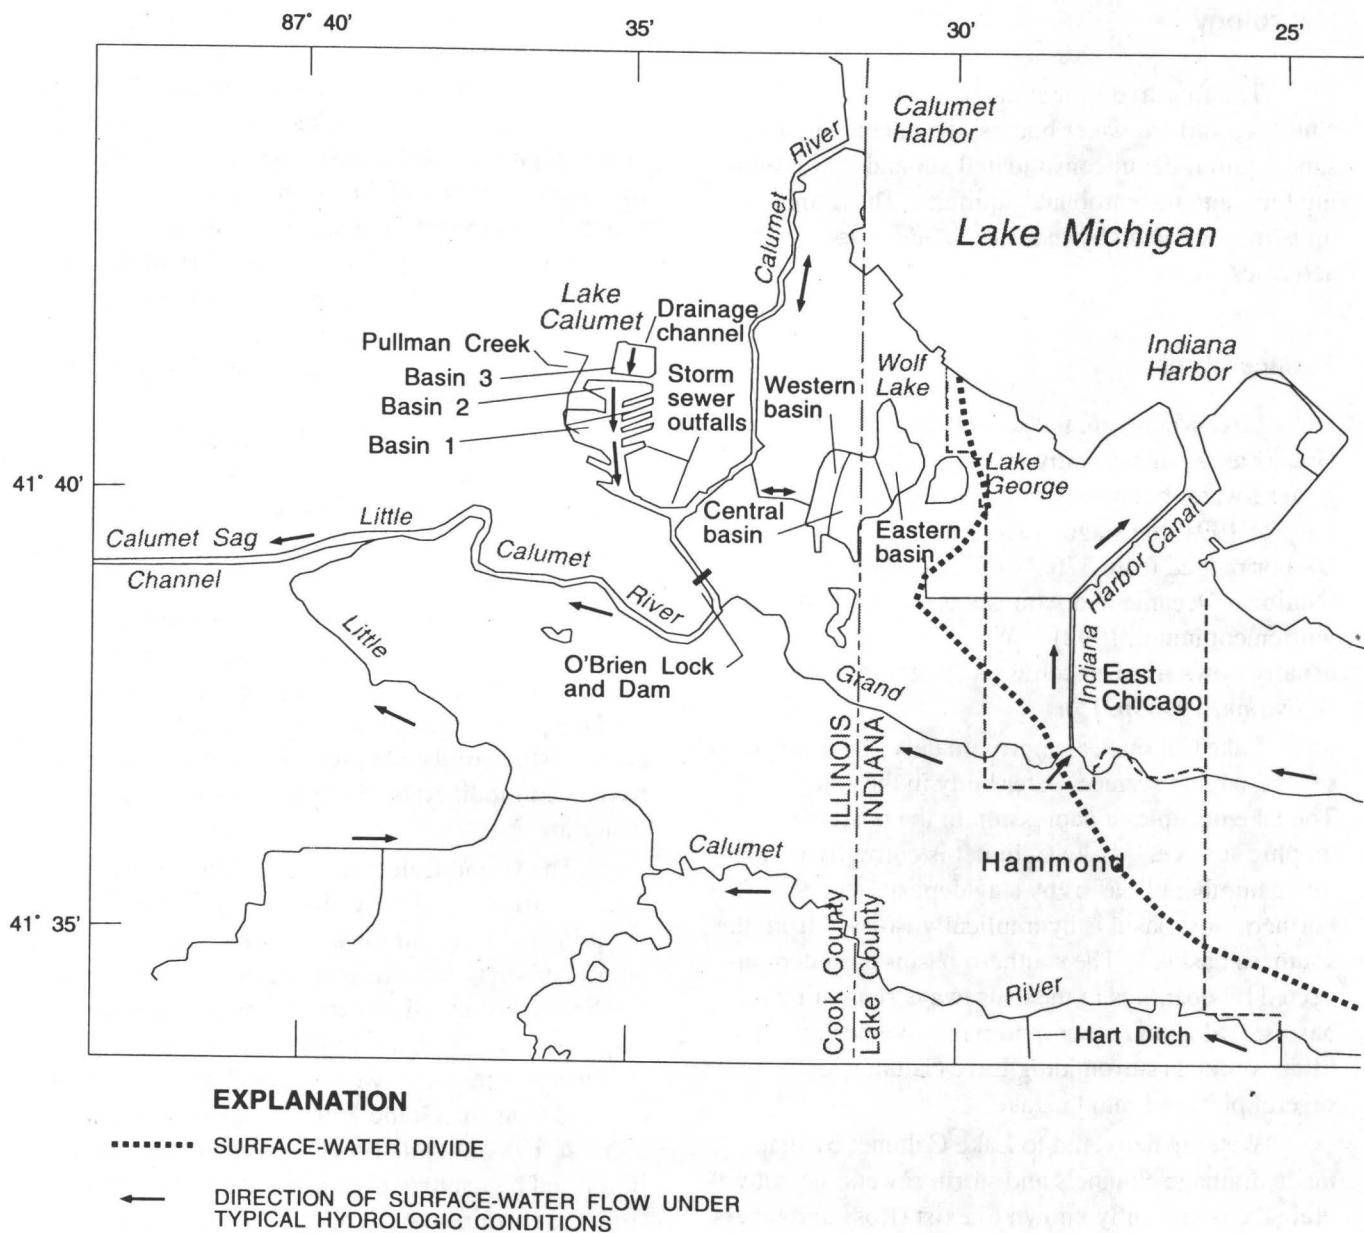 87° 40'
35'
30'
25'
Calumet
Harbor
River
Calumet
Lake Michigan
Lake
Calumet
Drainage
channel
Pullman Creek
Basin 3
Basin 2
Basin 1
Storm
sewer
outfalls
Western
basin
Wolf
Lake
Indiana
Harbor
Lake
George
41° 40'
Central
basin
Eastern
basin
Little
Calumet Sag
Channel
Calumet
River
Little
O'Brien Lock
and Dam
Grand
Indiana
Harbor Canal
East
Chicago
ILLINOIS
INDIANA
Calumet
Hammond
41° 35'
Cook County
Lake County
River
Hart Ditch
EXPLANATION
SURFACE-WATER DIVIDE
DIRECTION OF SURFACE-WATER FLOW UNDER
TYPICAL HYDROLOGIC CONDITIONS